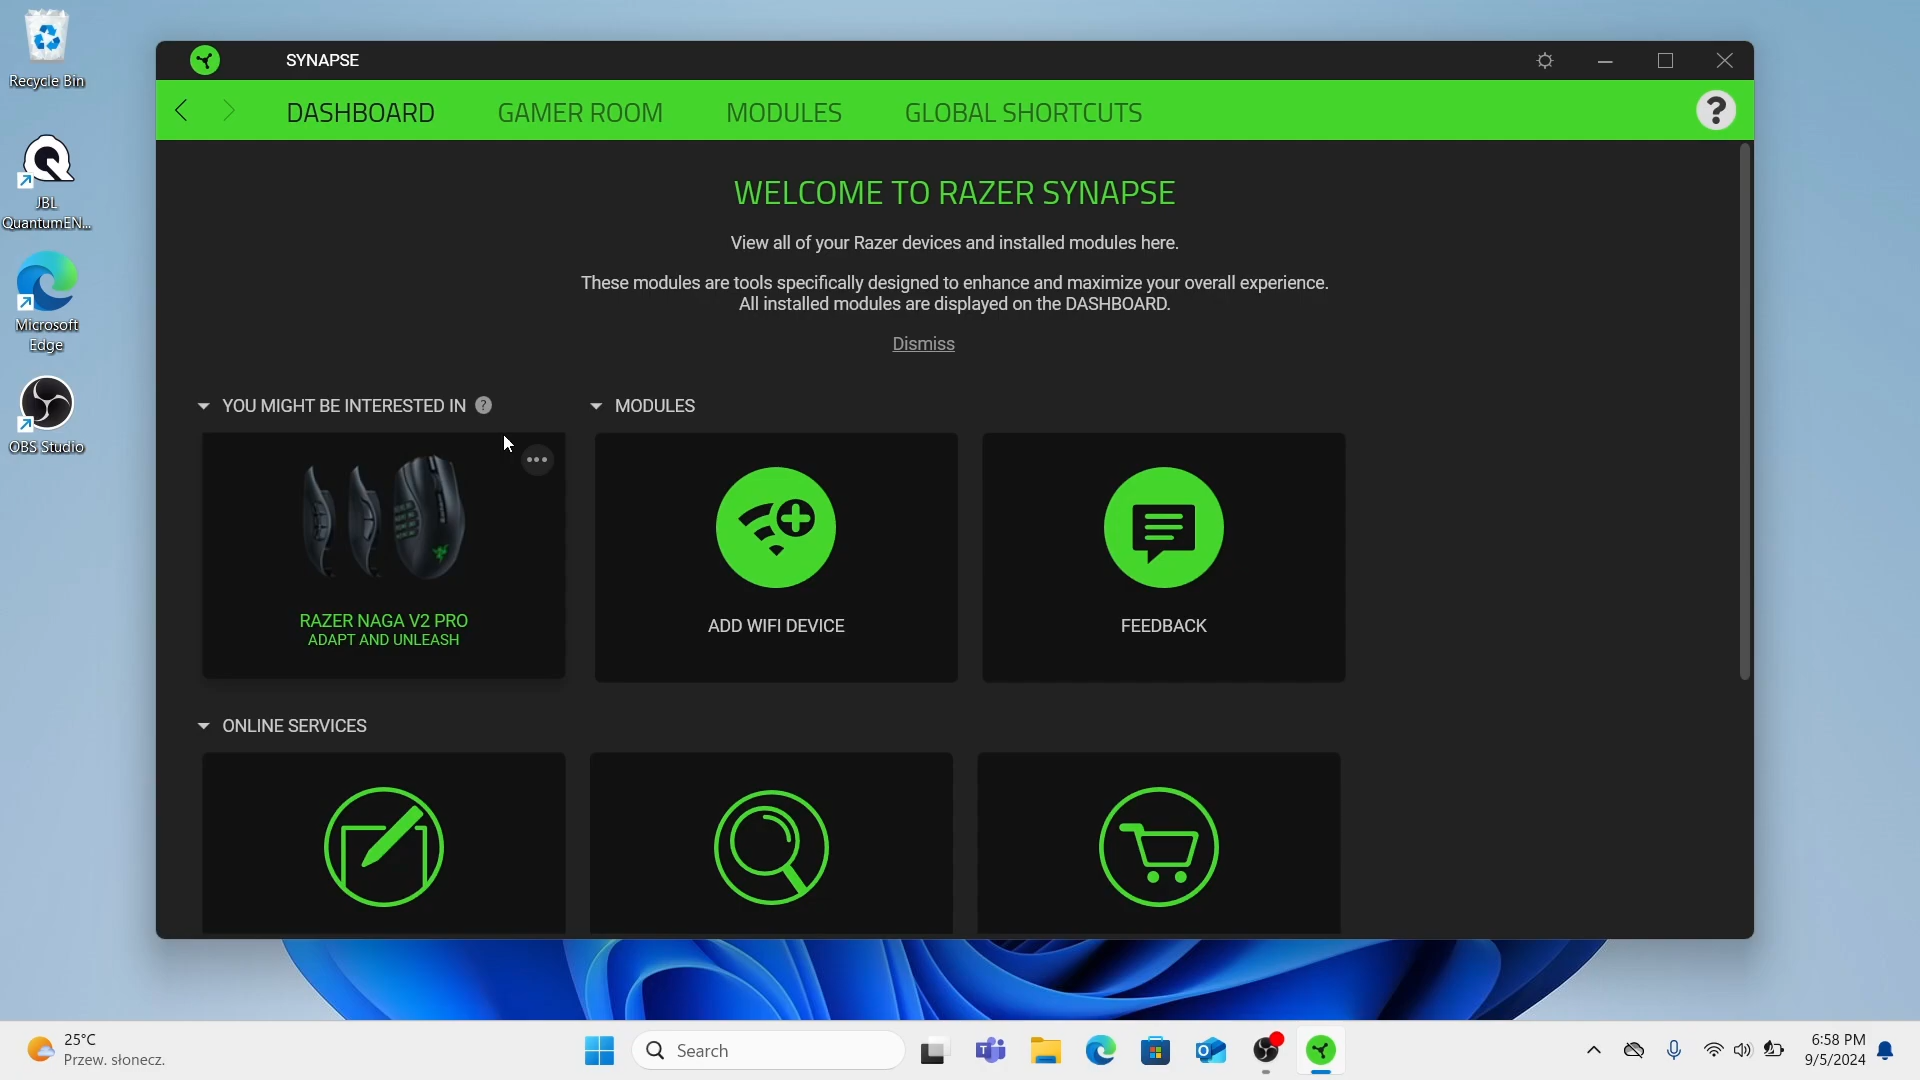 Recycle Bin
JBL
QuantumEN...
Microsoft
Edge
OBS Studio
SYNAPSE
DASHBOARD
GAMER ROOM
MODULES
GLOBAL SHORTCUTS
?
WELCOME TO RAZER SYNAPSE
View all of your Razer devices and installed modules here.
These modules are tools specifically designed to enhance and maximize your overall experience.
All installed modules are displayed on the DASHBOARD.
Dismiss
YOU MIGHT BE INTERESTED IN ?
MODULES
RAZER NAGA V2 PRO
ADAPT AND UNLEASH
ADD WIFI DEVICE
FEEDBACK
ONLINE SERVICES
25°C
Przew. słonecz.
Search
6:58 PM
9/5/2024